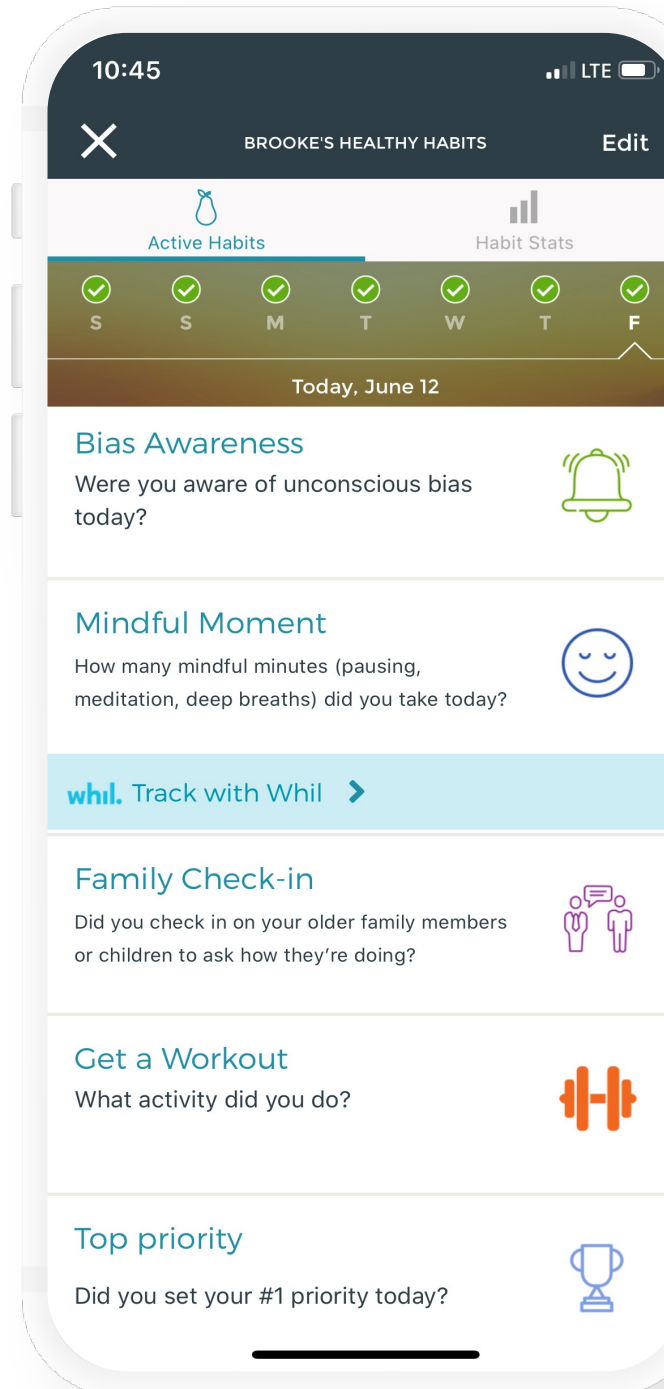 10:45 LTE
BROOKE'S HEALTHY HABITS Edit
Active Habits Habit Stats
S S M T W T F
Today, June 12
Bias Awareness
Were you aware of unconscious bias
today?
Mindful Moment
How many mindful minutes (pausing,
meditation, deep breaths) did you take today?
whil. Track with Whil
Family Check-in
Did you check in on your older family members
or children to ask how they’re doing?
Get a Workout
What activity did you do?
Top priority
Did you set your #1 priority today?